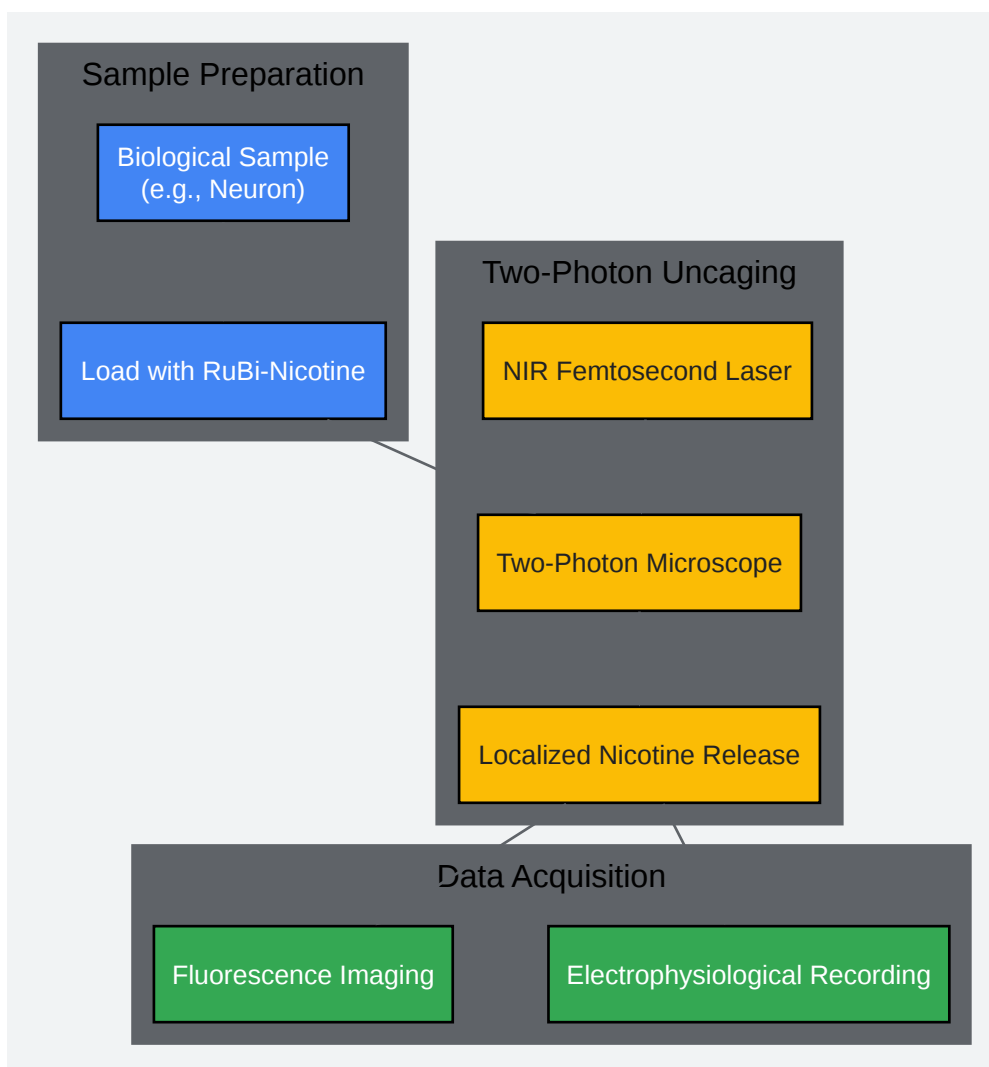 Sample Preparation
Biological Sample
(e.g., Neuron)
Load with RuBi-Nicotine
Two-Photon Uncaging
NIR Femtosecond Laser
Two-Photon Microscope
Localized Nicotine Release
Data Acquisition
Fluorescence Imaging
Electrophysiological Recording